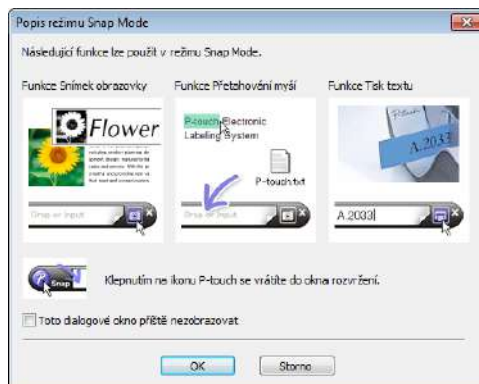 Popis režimu Snap Mode
Následující funkce lze použít v režimu Snap Mode.
Funkce Snímek obrazovky
Funkce Přetahování myší
Funkce Tisk textu
Flower
P-touch Electronic
Labeling System
P-touch.txt
A.2033
Drop or Input
Drop or Input
A.2033
Snap
Klepnutím na ikonu P-touch se vrátíte do okna rozvržení.
Toto dialogové okno příště nezobrazovat
OK
Storno